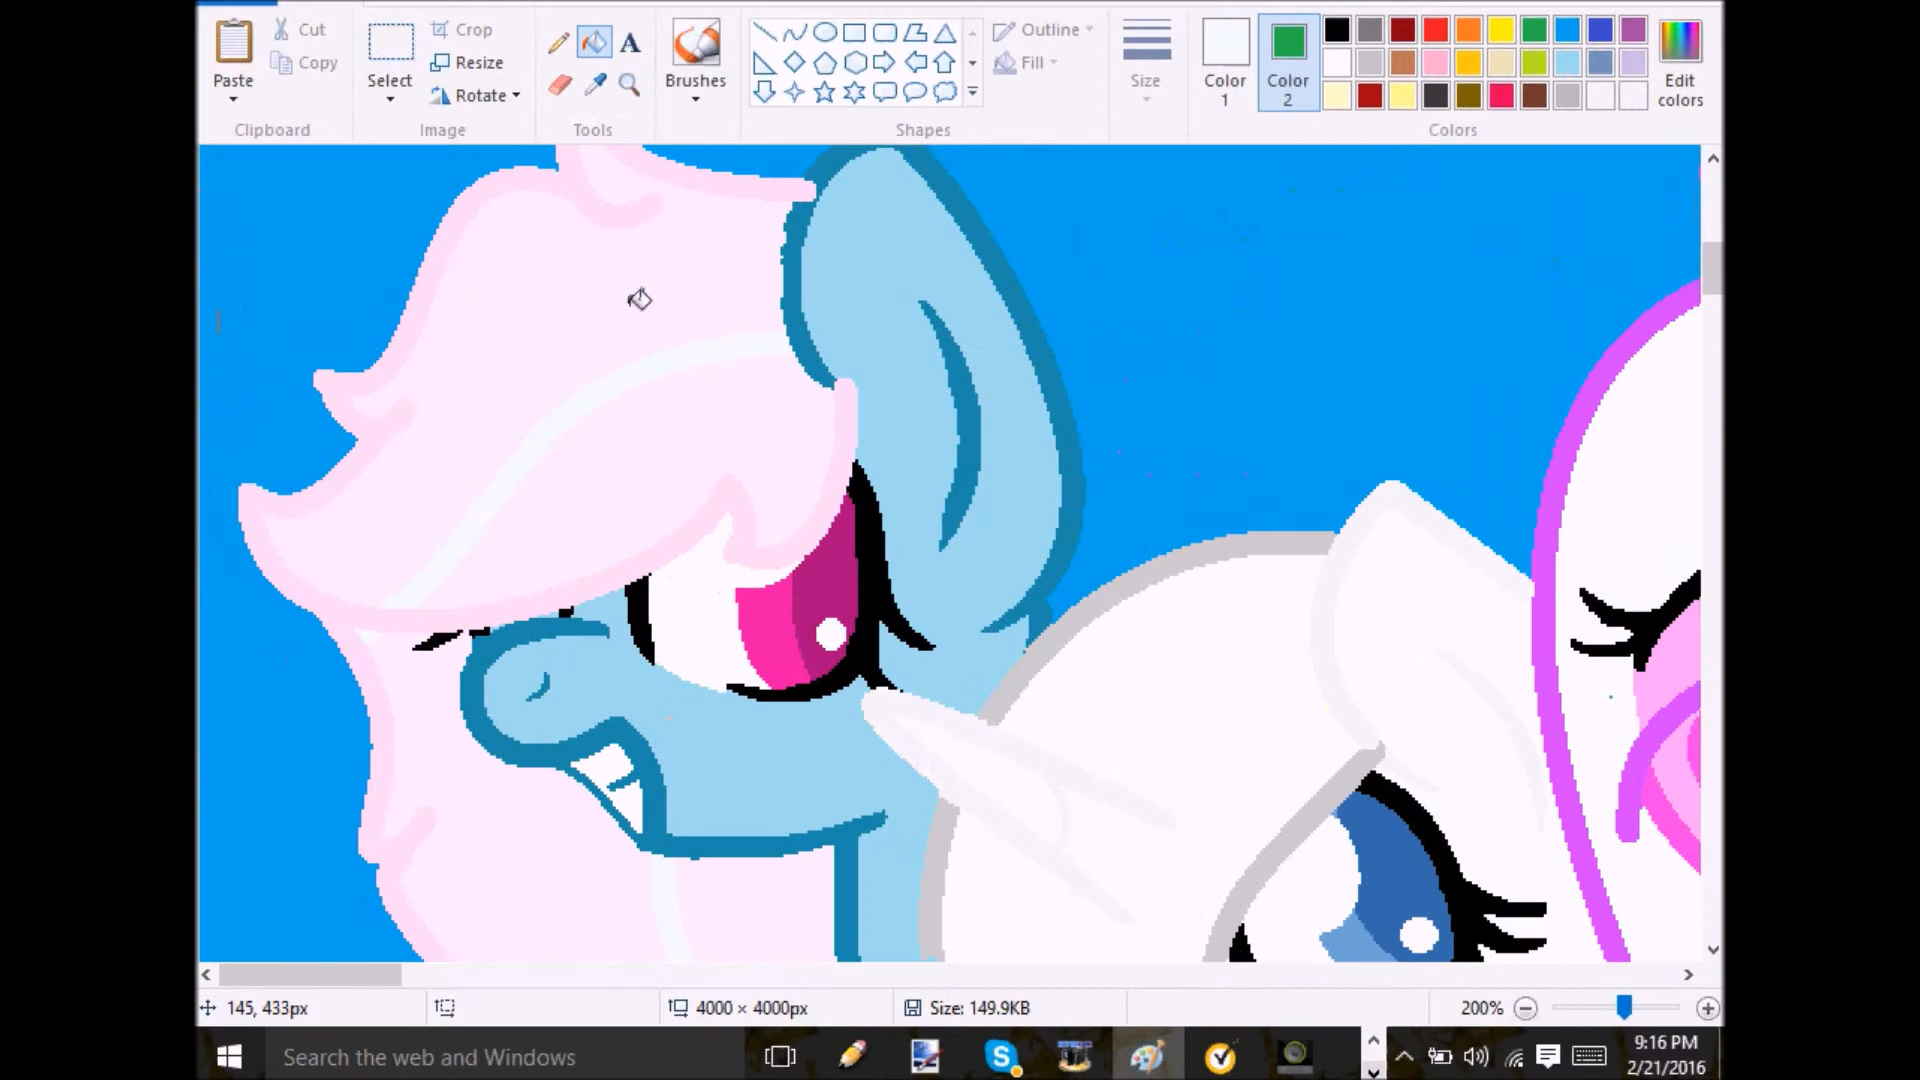 Paste
Cut
Copy
Clipboard
Select
Crop
Resize
Rotate
Image
A
Tools
Brushes
Shapes
Outline
Fill
Size
Color
1
Color
2
Edit
colors
Colors
145, 433px
4000 × 4000px
Size: 149.9KB
200%
Search the web and Windows
9:16 PM
2/21/2016